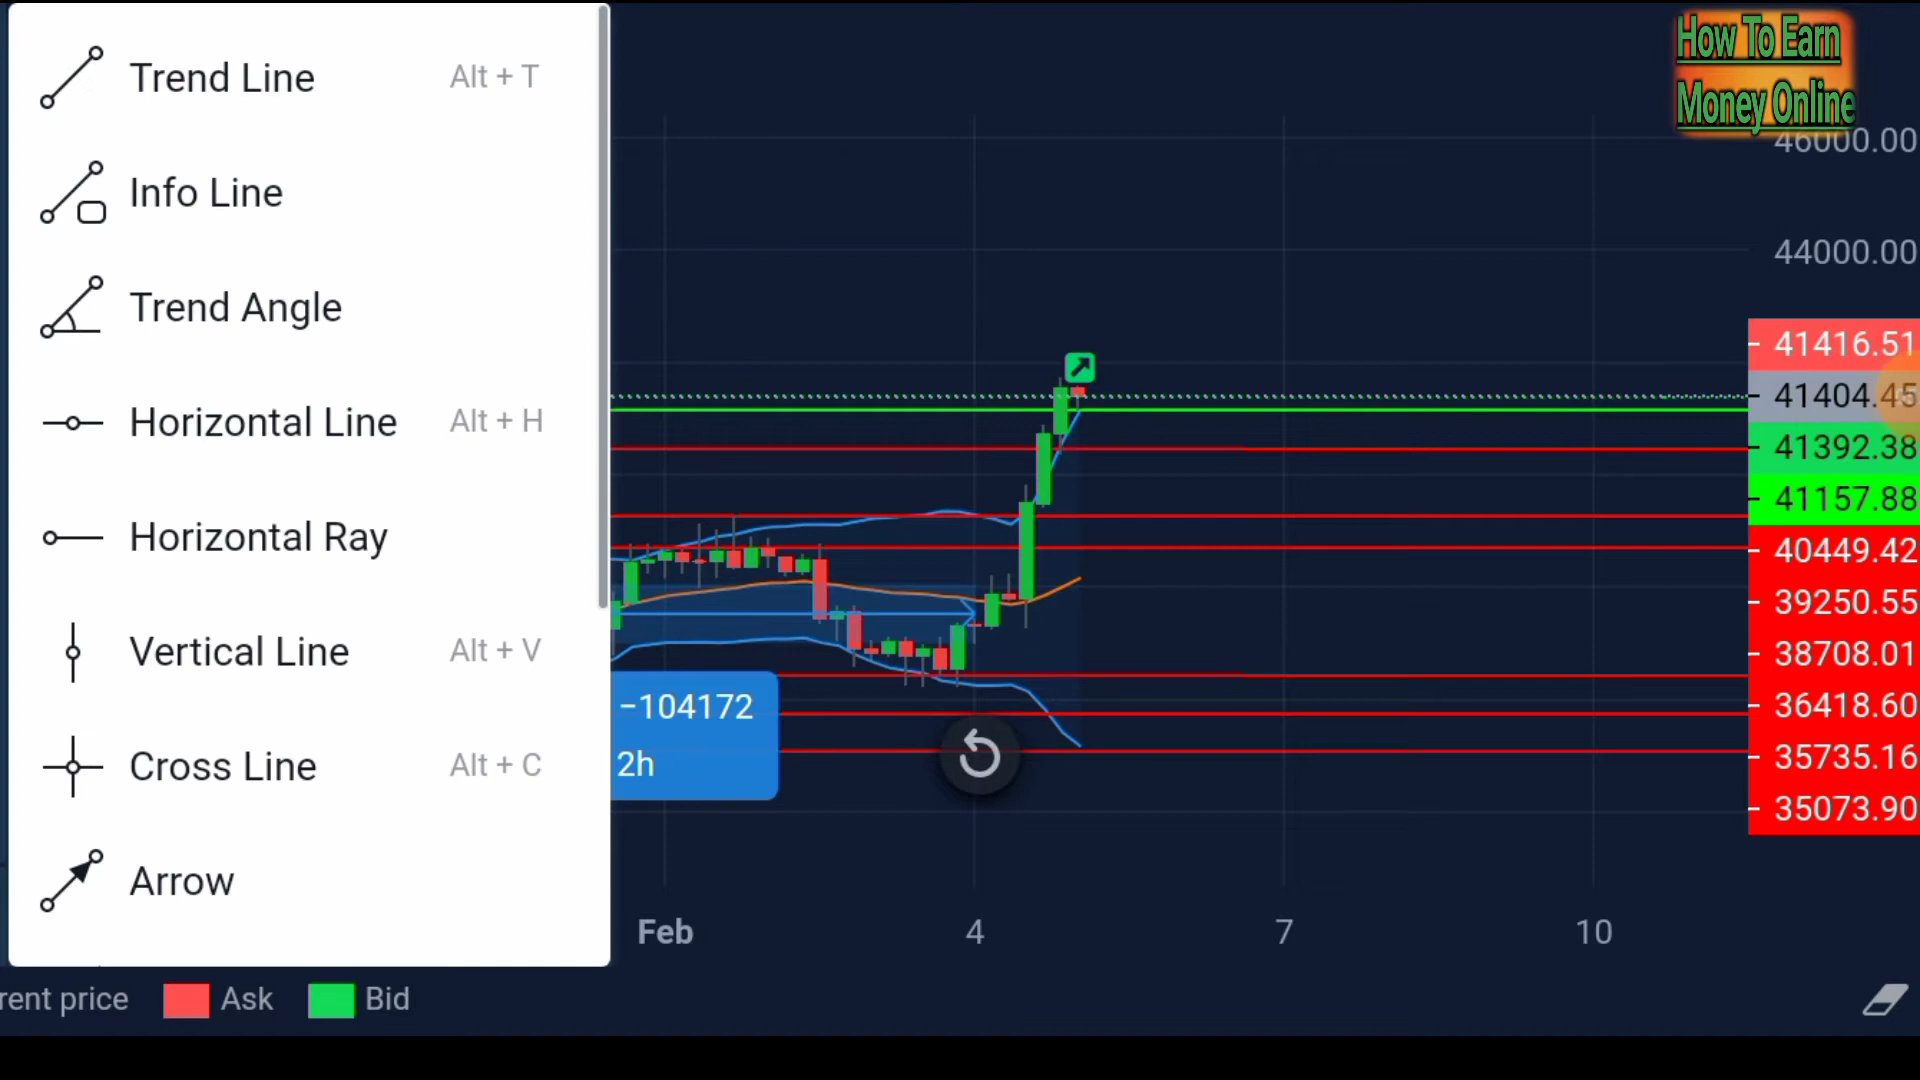 Trend Line Alt + T
Info Line
Trend Angle
Horizontal Line Alt + H
Horizontal Ray
Vertical Line Alt + V
Cross Line Alt + C
Arrow
How To Earn
Money Online
46000.00
44000.00
41416.51
41404.45
41392.38
41157.88
40449.42
39250.55
38708.01
36418.60
35735.16
35073.90
−104172
2h
Feb 4 7 10
rent price Ask Bid